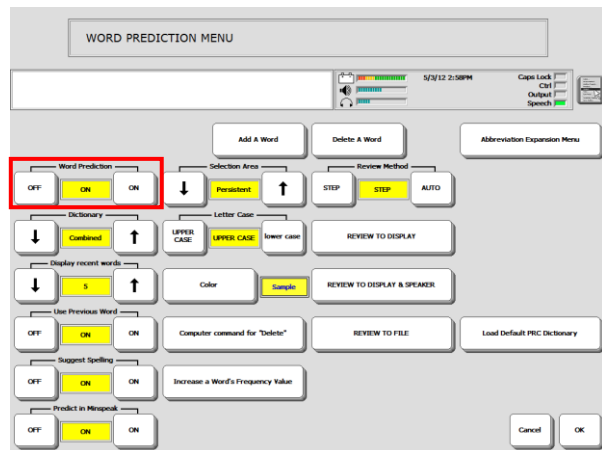 WORD PREDICTION MENU
5/3/12 2:58PM
Caps Lock
Ctrl
Output
Speech
Add A Word
Delete A Word
Abbreviation Expansion Menu
Word Prediction
OFF ON ON
Selection Area
Persistent
Review Method
STEP STEP AUTO
Dictionary
Combined
Letter Case
UPPER CASE UPPER CASE lower case
REVIEW TO DISPLAY
Display recent words
5
Color Sample
REVIEW TO DISPLAY & SPEAKER
Use Previous Word
OFF ON ON
Computer command for "Delete"
REVIEW TO FILE
Load Default PRC Dictionary
Suggest Spelling
OFF ON ON
Increase a Word's Frequency Value
Predict in Minspeak
OFF ON ON
Cancel OK